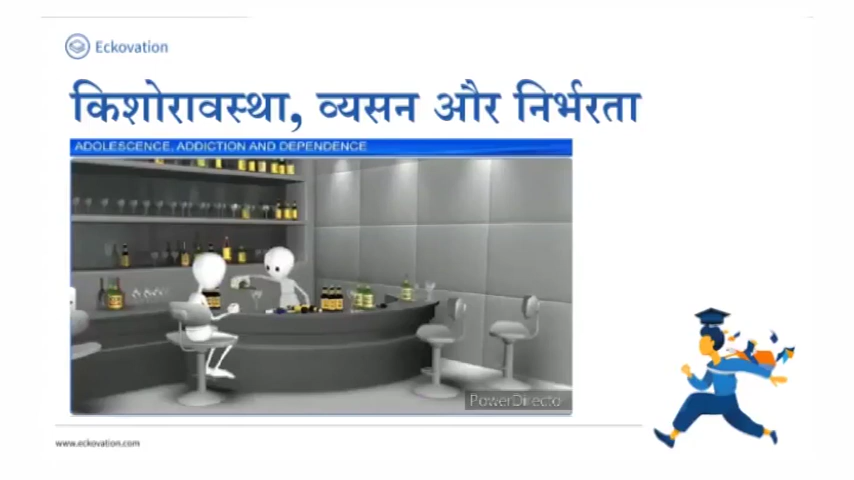 Eckovation
किशोरावस्था, व्यसन और निर्भरता
ADOLESCENCE, ADDICTION AND DEPENDENCE
PowerDirecto
www.eckovation.com